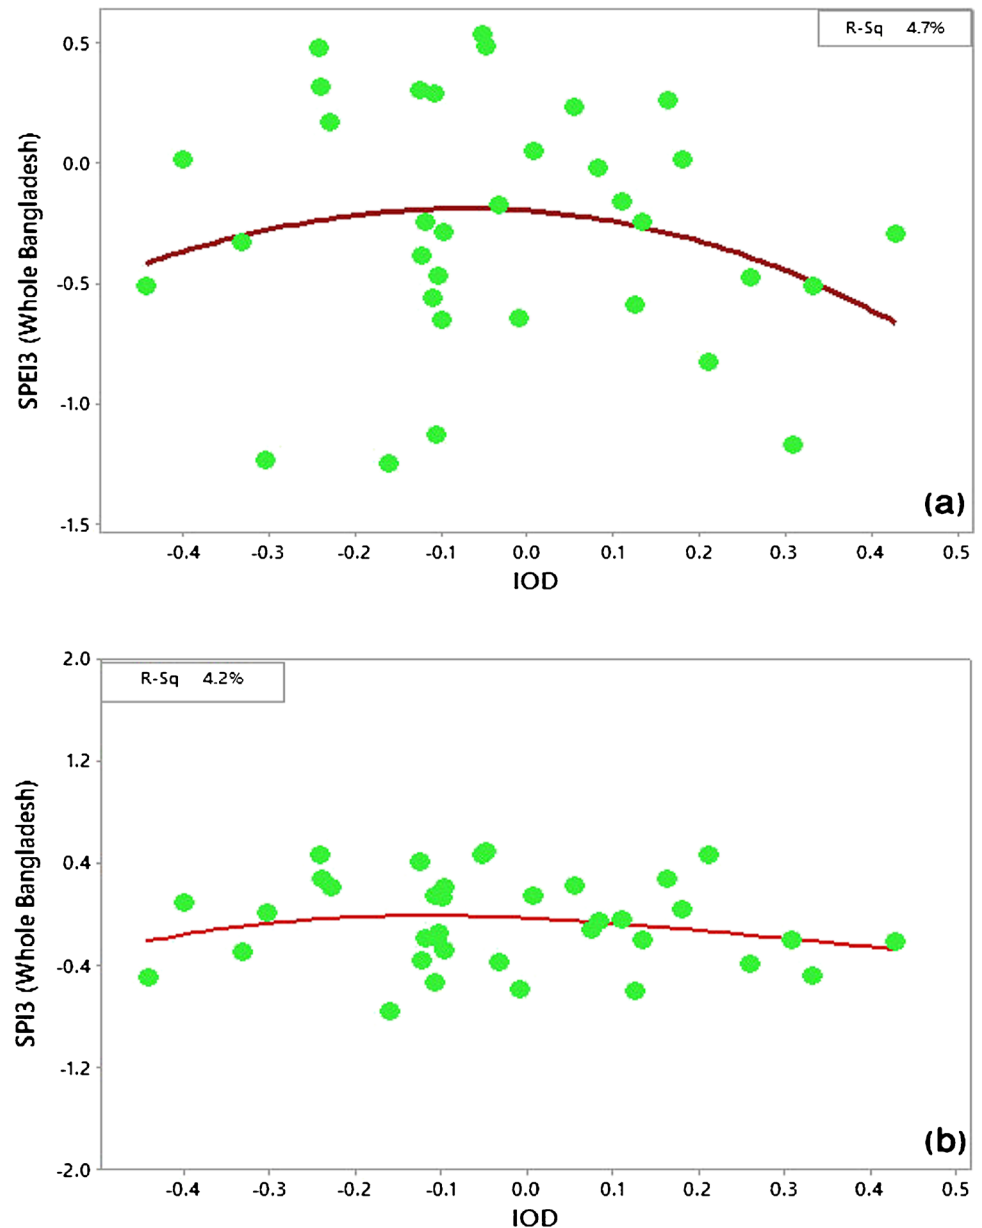 R-Sq 4.7%
0.5
0.0
-0.5
-1.0
-1.5
SPEI3 (Whole Bangladesh)
(a)
-0.4 -0.3 -0.2 -0.1 0.0 0.1 0.2 0.3 0.4 0.5
IOD
R-Sq 4.2%
2.0
1.2
0.4
-0.4
-1.2
-2.0
SPI3 (Whole Bangladesh)
(b)
-0.4 -0.3 -0.2 -0.1 0.0 0.1 0.2 0.3 0.4 0.5
IOD